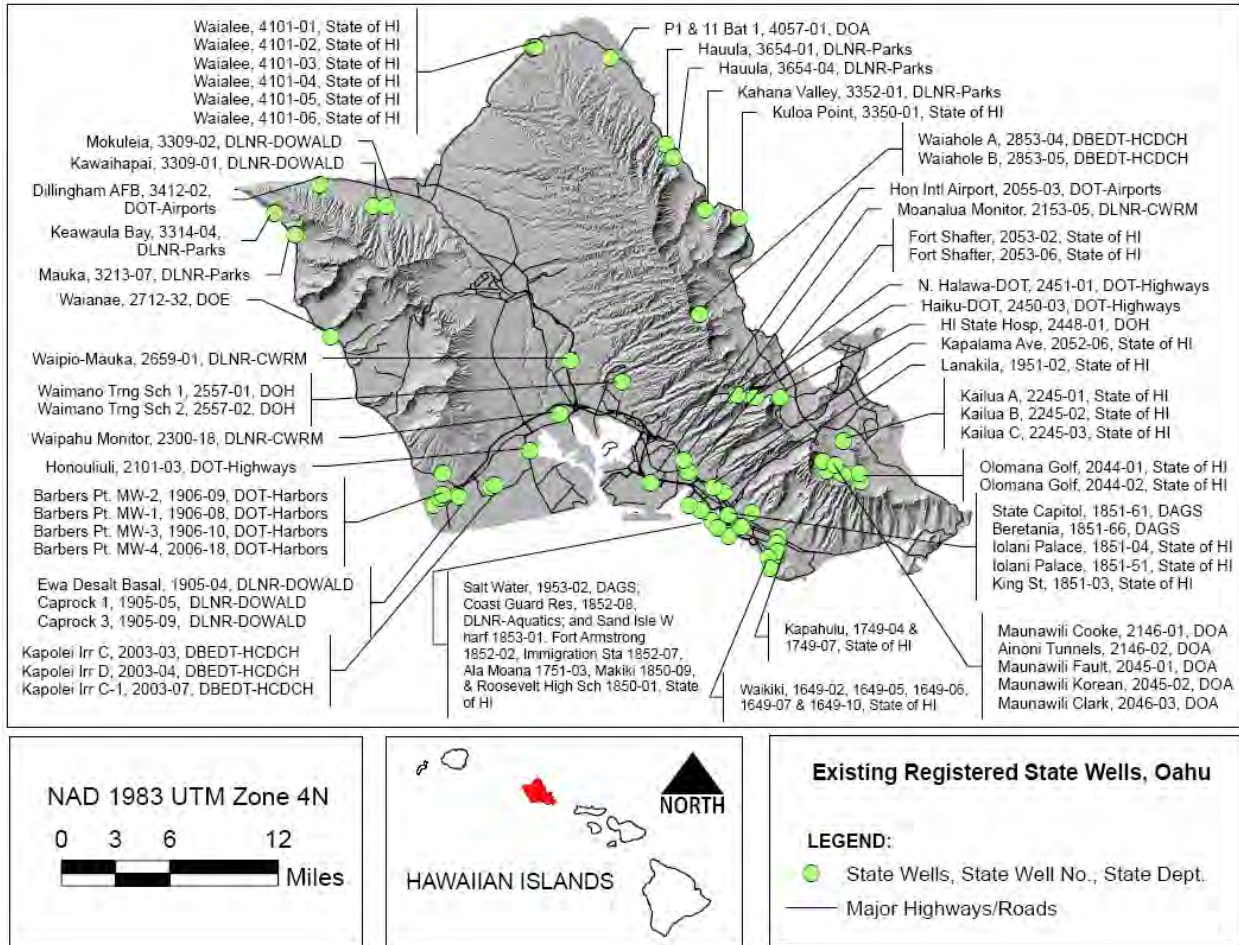 Waialee, 4101-01, State of HI
Waialee, 4101-02, State of HI
Waialee, 4101-03, State of HI
Waialee, 4101-04, State of HI
Waialee, 4101-05, State of HI
Waialee, 4101-06, State of HI
Mokuleia, 3309-02, DLNR-DOWALD
Kawaihapai, 3309-01, DLNR-DOWALD
Dillingham AFB, 3412-02,
DOT-Airports
Keawaula Bay, 3314-04,
DLNR-Parks
Mauka, 3213-07, DLNR-Parks
Waianae, 2712-32, DOE
Waipio-Mauka, 2659-01, DLNR-CWRM
Waimano Trng Sch 1, 2557-01, DOH
Waimano Trng Sch 2, 2557-02, DOH
Waipahu Monitor, 2300-18, DLNR-CWRM
Honouliuli, 2101-03, DOT-Highways
Barbers Pt. MW-2, 1906-09, DOT-Harbors
Barbers Pt. MW-1, 1906-08, DOT-Harbors
Barbers Pt. MW-3, 1906-10, DOT-Harbors
Barbers Pt. MW-4, 2006-18, DOT-Harbors
Ewa Desalt Basal, 1905-04, DLNR-DOWALD
Caprock 1, 1905-05, DLNR-DOWALD
Caprock 3, 1905-09, DLNR-DOWALD
Kapolei Irr C, 2003-03, DBEDT-HCDCH
Kapolei Irr D, 2003-04, DBEDT-HCDCH
Kapolei Irr C-1, 2003-07, DBEDT-HCDCH
P1 & 11 Bat 1, 4057-01, DOA
Hauula, 3654-01, DLNR-Parks
Hauula, 3654-04, DLNR-Parks
Kahana Valley, 3352-01, DLNR-Parks
Kuloa Point, 3350-01, State of HI
Waiahole A, 2853-04, DBEDT-HCDCH
Waiahole B, 2853-05, DBEDT-HCDCH
Hon Intl Airport, 2055-03, DOT-Airports
Moanalua Monitor, 2153-05, DLNR-CWRM
Fort Shafter, 2053-02, State of HI
Fort Shafter, 2053-06, State of HI
N. Halawa-DOT, 2451-01, DOT-Highways
Haiku-DOT, 2450-03, DOT-Highways
HI State Hosp, 2448-01, DOH
Kapalama Ave, 2052-06, State of HI
Lanakila, 1951-02, State of HI
Kailua A, 2245-01, State of HI
Kailua B, 2245-02, State of HI
Kailua C, 2245-03, State of HI
Olomana Golf, 2044-01, State of HI
Olomana Golf, 2044-02, State of HI
State Capitol, 1851-61, DAGS
Beretania, 1851-66, DAGS
Iolani Palace, 1851-04, State of HI
Iolani Palace, 1851-51, State of HI
King St, 1851-03, State of HI
Salt Water, 1953-02, DAGS,
Coast Guard Res, 1852-08,
DLNR-Aquatics; and Sand Isle W
harf 1853-01. Fort Armstrong
1852-02, Immigration Sta 1852-07,
Ala Moana 1751-03, Makiki 1850-09,
& Roosevelt High Sch 1850-01, State
of HI
Kapahulu, 1749-04 &
1749-07, State of HI
Waikiki, 1649-02, 1649-05, 1649-06,
1649-07 & 1649-10, State of HI
Maunawili Cooke, 2146-01, DOA
Ainoni Tunnels, 2146-02, DOA
Maunawili Fault, 2045-01, DOA
Maunawili Korean, 2045-02, DOA
Maunawili Clark, 2046-03, DOA
NAD 1983 UTM Zone 4N
0 3 6 12
Miles
NORTH
HAWAIIAN ISLANDS
Existing Registered State Wells, Oahu
LEGEND:
State Wells, State Well No., State Dept.
Major Highways/Roads